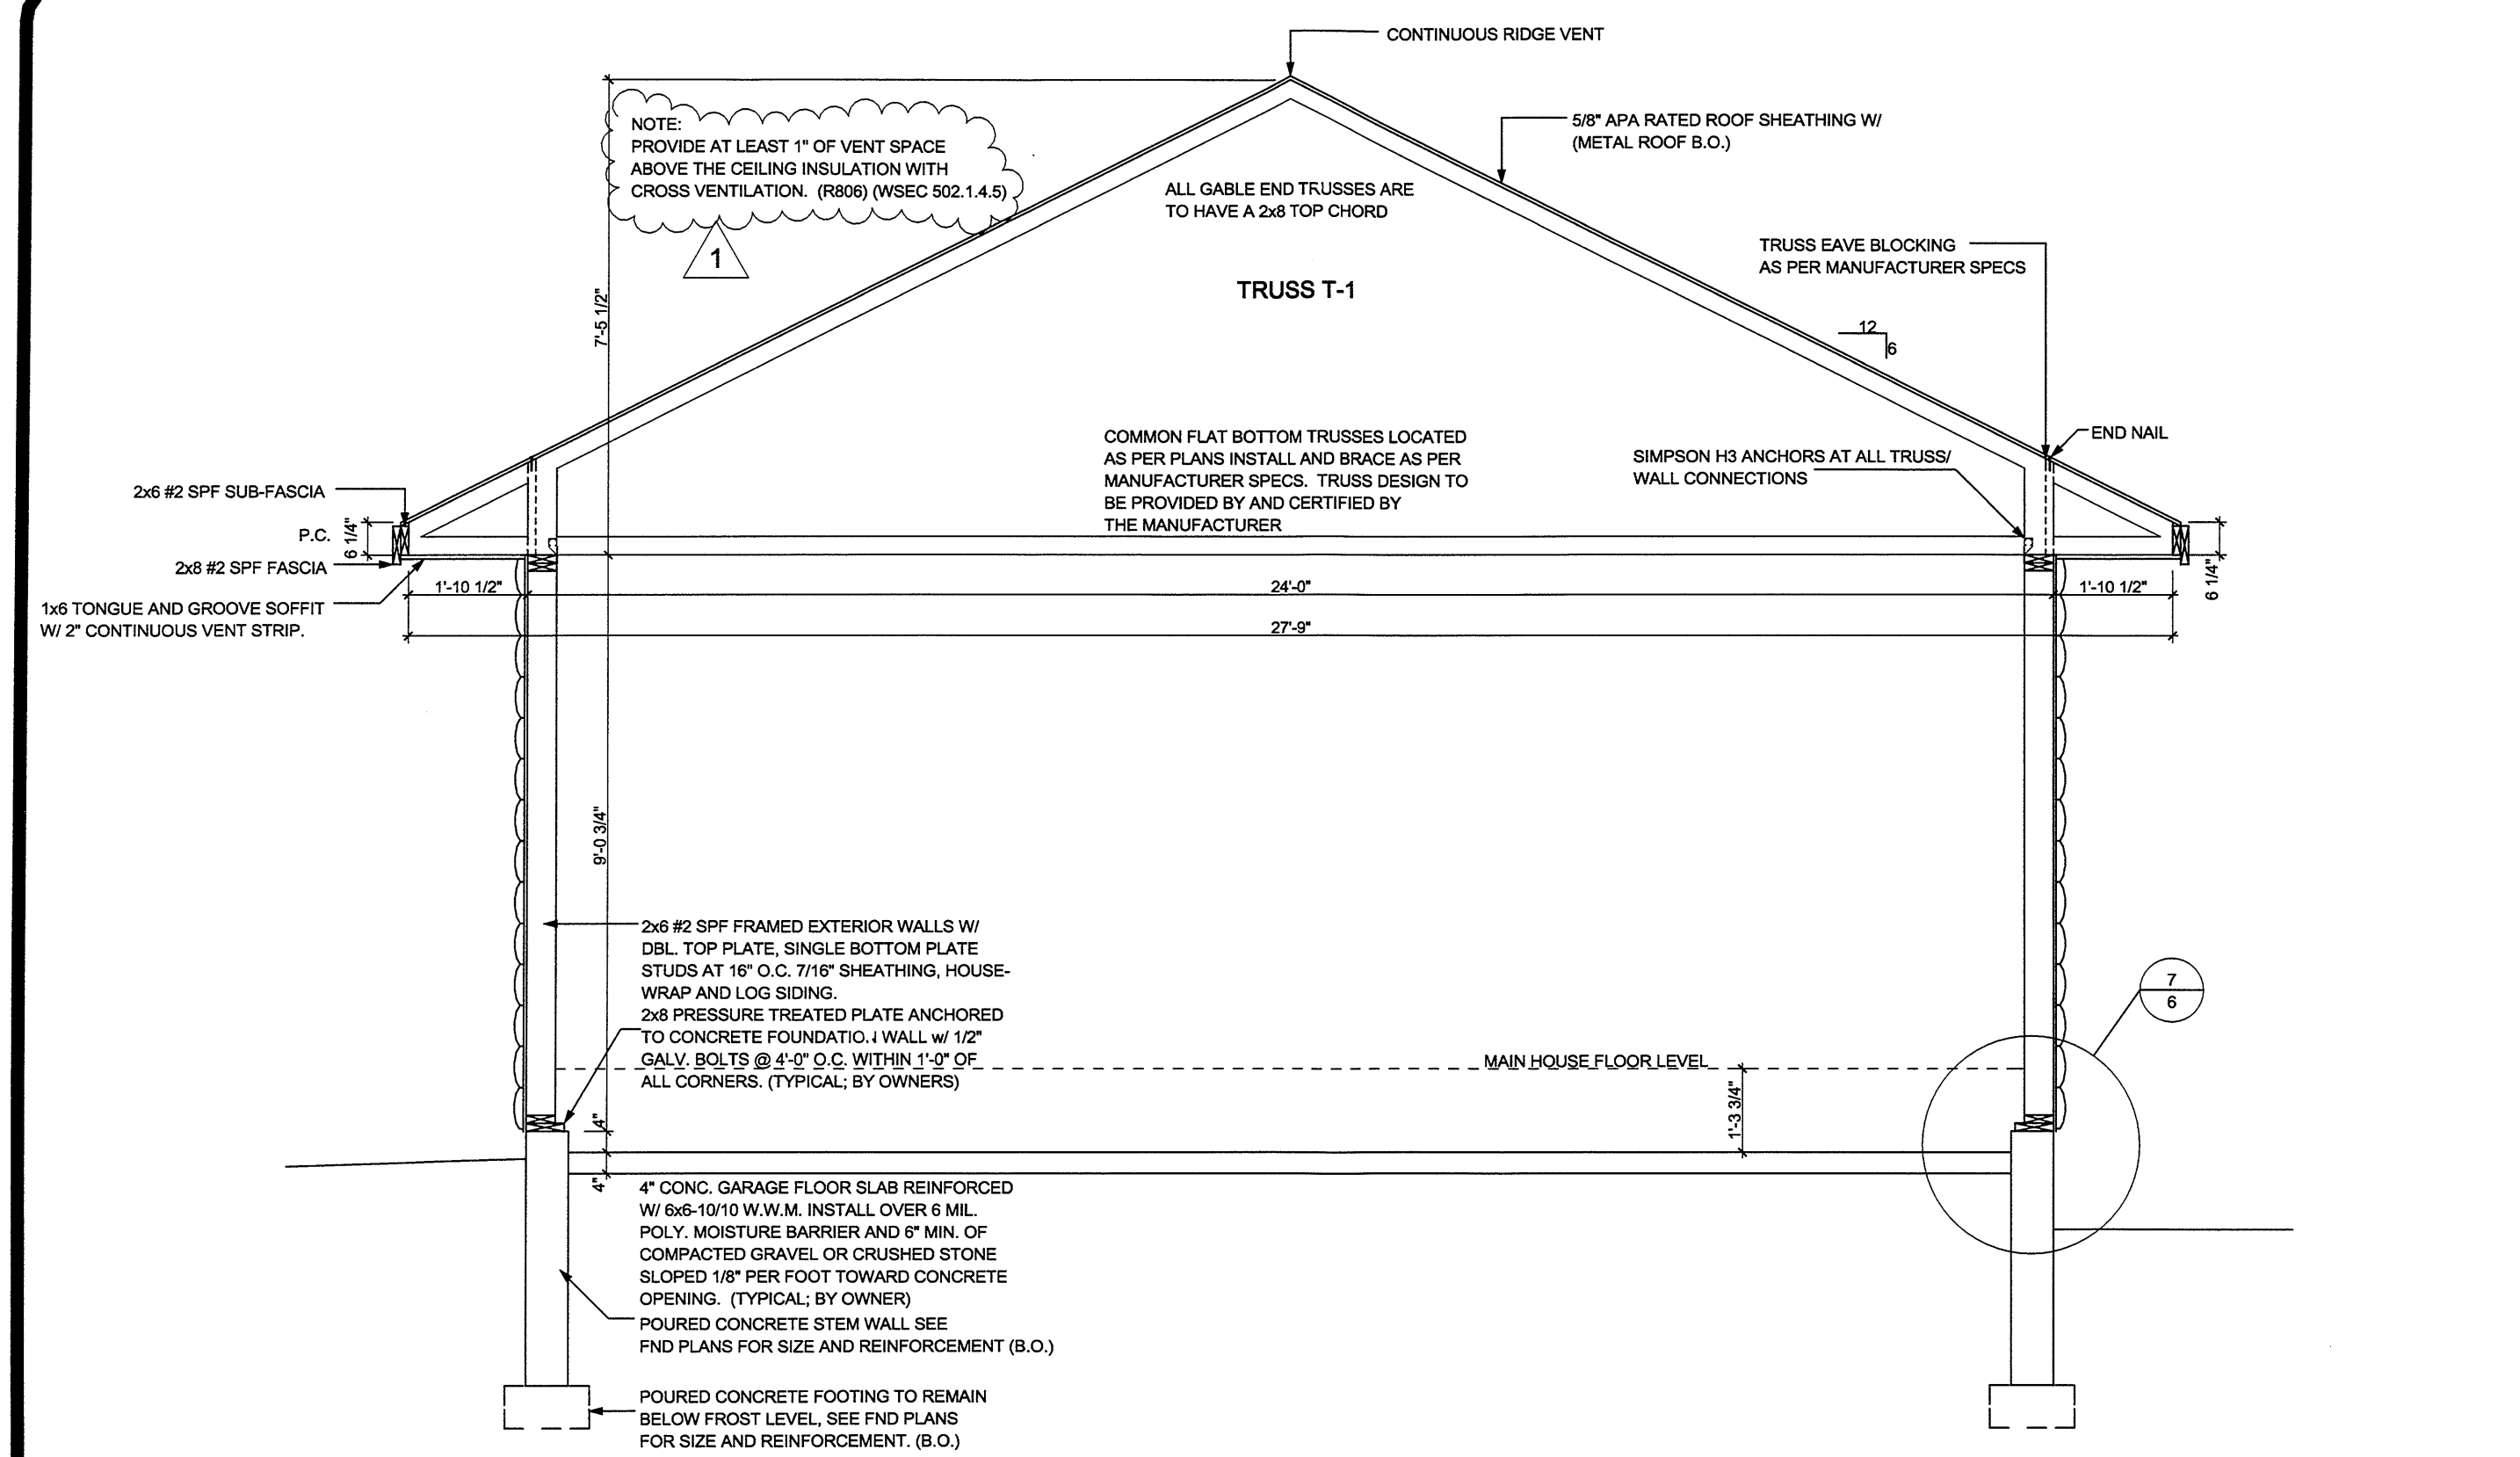 CONTINUOUS RIDGE VENT
NOTE:
PROVIDE AT LEAST 1" OF VENT SPACE
ABOVE THE CEILING INSULATION WITH
CROSS VENTILATION. (R806) (WSEC 502.1.4.5)
1
5/8" APA RATED ROOF SHEATHING W/
(METAL ROOF B.O.)
ALL GABLE END TRUSSES ARE
TO HAVE A 2x8 TOP CHORD
TRUSS T-1
TRUSS EAVE BLOCKING
AS PER MANUFACTURER SPECS
7'-5 1/2"
12
6
COMMON FLAT BOTTOM TRUSSES LOCATED
AS PER PLANS INSTALL AND BRACE AS PER
MANUFACTURER SPECS. TRUSS DESIGN TO
BE PROVIDED BY AND CERTIFIED BY
THE MANUFACTURER
SIMPSON H3 ANCHORS AT ALL TRUSS/
WALL CONNECTIONS
END NAIL
2x6 #2 SPF SUB-FASCIA
P.C.
6 1/4"
2x8 #2 SPF FASCIA
1x6 TONGUE AND GROOVE SOFFIT
W/ 2" CONTINUOUS VENT STRIP.
1'-10 1/2"
24'-0"
1'-10 1/2"
6 1/4"
27'-9"
9'-0 3/4"
2x6 #2 SPF FRAMED EXTERIOR WALLS W/
DBL. TOP PLATE, SINGLE BOTTOM PLATE
STUDS AT 16" O.C. 7/16" SHEATHING, HOUSE-
WRAP AND LOG SIDING.
2x8 PRESSURE TREATED PLATE ANCHORED
TO CONCRETE FOUNDATION WALL w/ 1/2"
GALV. BOLTS @ 4'-0" O.C. WITHIN 1'-0" OF
ALL CORNERS. (TYPICAL; BY OWNERS)
MAIN HOUSE FLOOR LEVEL
1'-3 3/4"
7
6
4"
4"
4" CONC. GARAGE FLOOR SLAB REINFORCED
W/ 6x6-10/10 W.W.M. INSTALL OVER 6 MIL.
POLY. MOISTURE BARRIER AND 6" MIN. OF
COMPACTED GRAVEL OR CRUSHED STONE
SLOPED 1/8" PER FOOT TOWARD CONCRETE
OPENING. (TYPICAL; BY OWNER)
POURED CONCRETE STEM WALL SEE
FND PLANS FOR SIZE AND REINFORCEMENT (B.O.)
POURED CONCRETE FOOTING TO REMAIN
BELOW FROST LEVEL, SEE FND PLANS
FOR SIZE AND REINFORCEMENT. (B.O.)